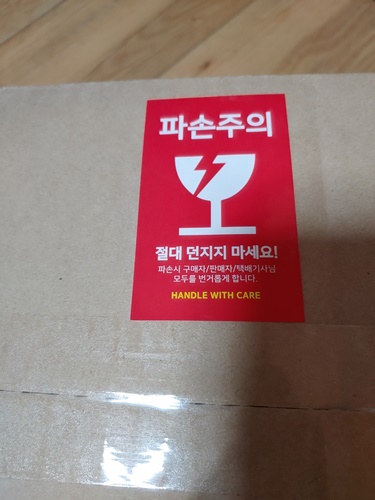 파손주의
절대 던지지 마세요!
파손시 구매자/판매자/택배기사님
모두를 번거롭게 합니다.
HANDLE WITH CARE